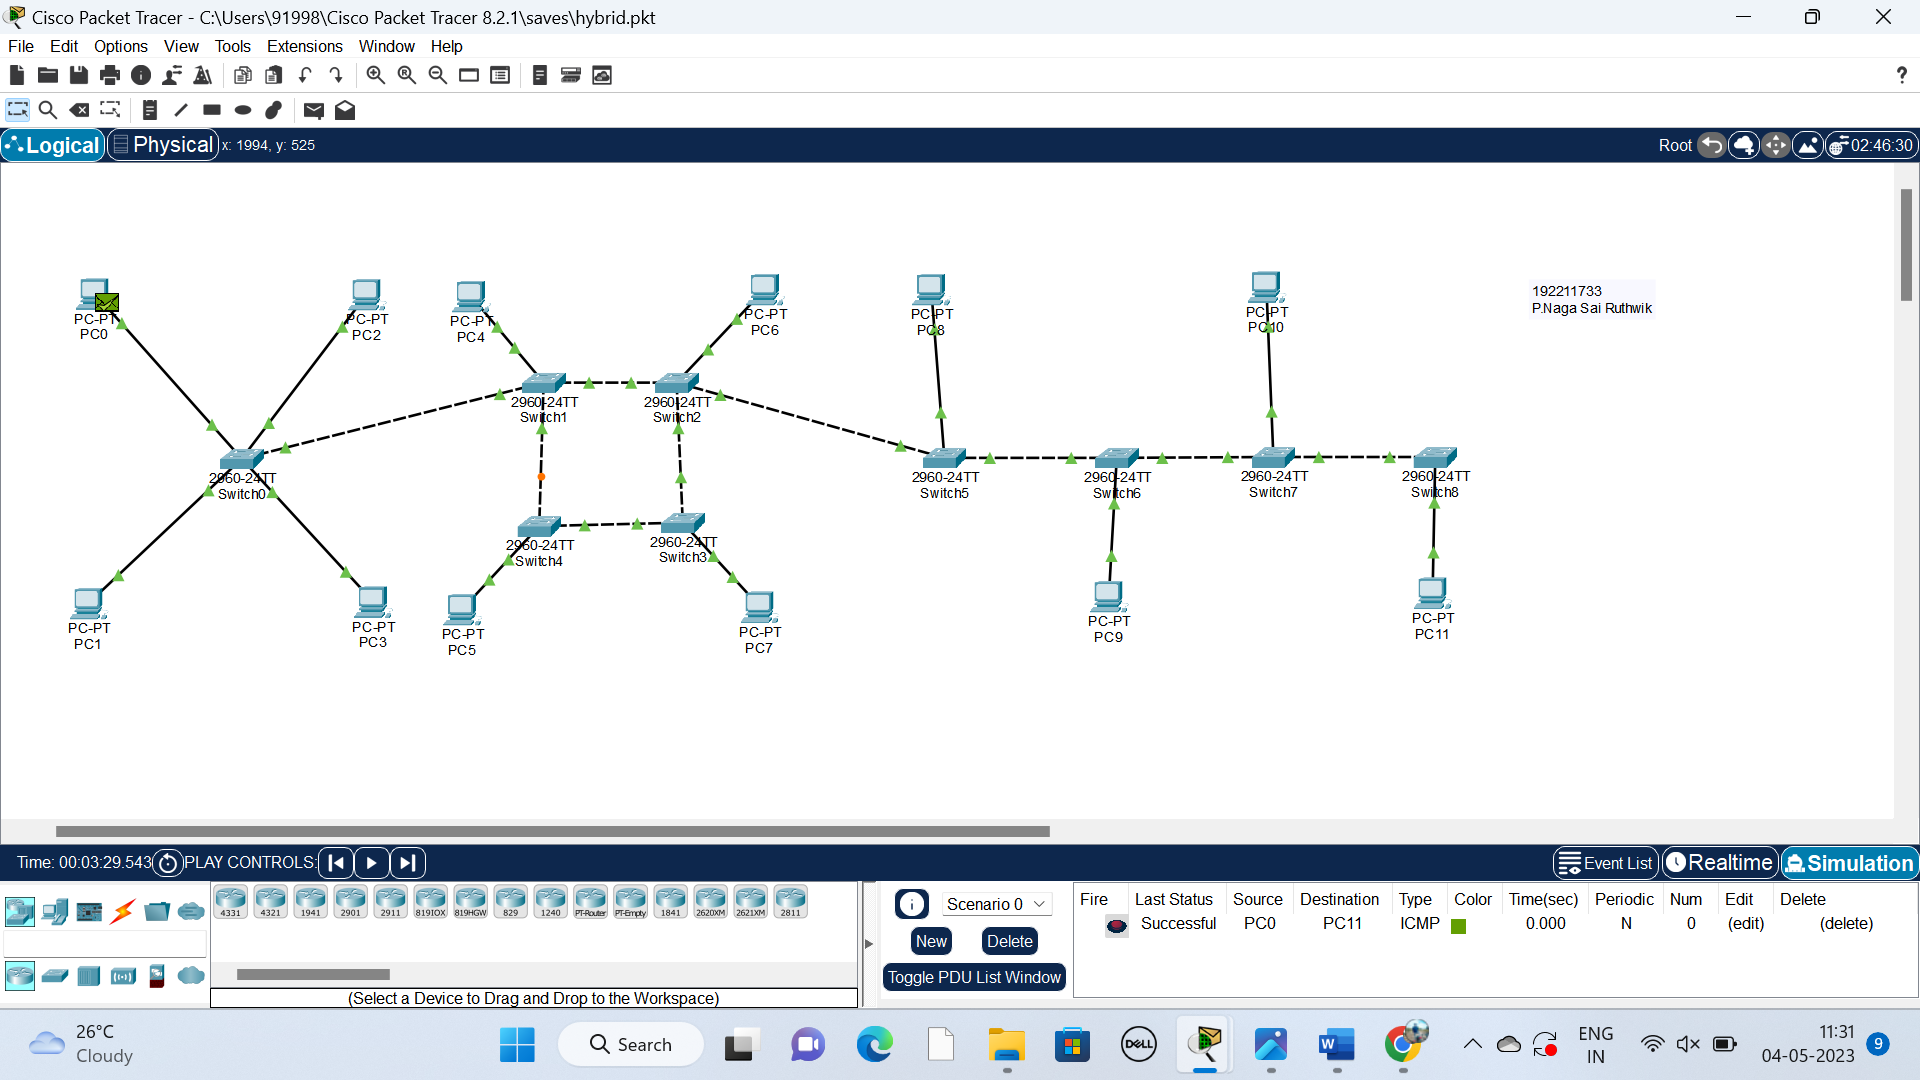 Cisco Packet Tracer - C:\Users\91998\Cisco Packet Tracer 8.2.1\saves\hybrid.pkt
File Edit Options View Tools Extensions Window Help
?
Logical Physical x: 1994, y: 525 Root 02:46:30
PC-PT
PC0
PC-PT
PC2
PC-PT
PC4
PC-PT
PC6
PC-PT
PC8
PC-PT
PC10
192211733
P.Naga Sai Ruthwik
2960-24TT
Switch1
2960-24TT
Switch2
2960-24TT
Switch0
2960-24TT
Switch5
2960-24TT
Switch6
2960-24TT
Switch7
2960-24TT
Switch8
2960-24TT
Switch4
2960-24TT
Switch3
PC-PT
PC1
PC-PT
PC3
PC-PT
PC5
PC-PT
PC7
PC-PT
PC9
PC-PT
PC11
Time: 00:03:29.543 PLAY CONTROLS: Event List Realtime Simulation
4331 4321 1941 2901 2911 819IOX 819HGW 829 1240 PT-Router PT-Empty 1841 2620XM 2621XM 2811
(Select a Device to Drag and Drop to the Workspace)
Scenario 0
New Delete
Toggle PDU List Window
Fire Last Status Source Destination Type Color Time(sec) Periodic Num Edit Delete
Successful PC0 PC11 ICMP 0.000 N 0 (edit) (delete)
26°C
Cloudy
Search
DELL
ENG
IN
11:31
04-05-2023
9